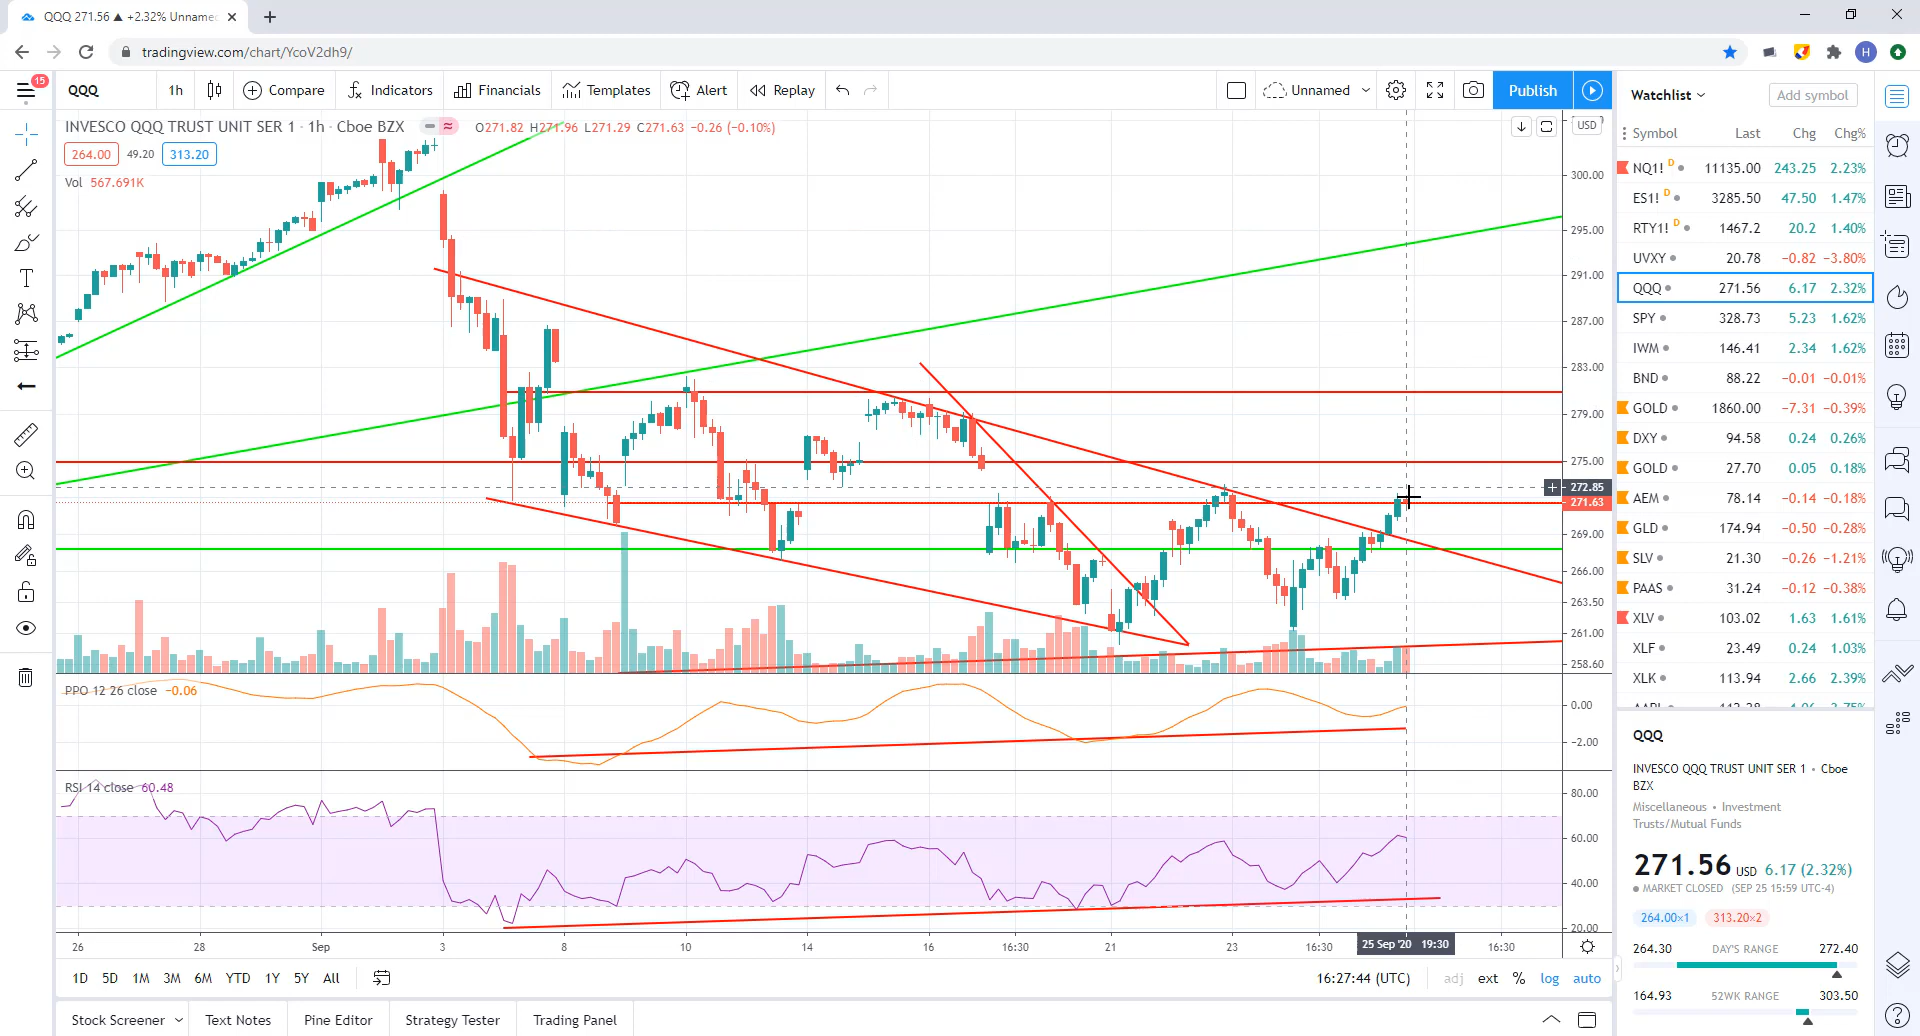 QQQ 271.56 ▲ +2.32% Unname
tradingview.com/chart/YcoV2dh9/
H
15
QQQ 1h Compare Indicators Financials Templates Alert Replay Unnamed Publish
INVESCO QQQ TRUST UNIT SER 1 · 1h · Cboe BZX O271.82 H271.96 L271.29 C271.63 −0.26 (−0.10%)
264.00 49.20 313.20
Vol 567.691K
USD
300.00
295.00
291.00
287.00
283.00
279.00
275.00
272.85
271.63
269.00
266.00
263.50
261.00
258.60
PPO 12 26 close −0.06
0.00
−2.00
RSI 14 close 60.48
80.00
60.00
40.00
20.00
26 28 Sep 3 8 10 14 16 16:30 21 23 16:30 25 Sep '20 19:30 16:30
1D 5D 1M 3M 6M YTD 1Y 5Y All 16:27:44 (UTC) adj ext % log auto
Stock Screener Text Notes Pine Editor Strategy Tester Trading Panel
Watchlist Add symbol
Symbol Last Chg Chg%
NQ1! D 11135.00 243.25 2.23%
ES1! D 3285.50 47.50 1.47%
RTY1! D 1467.2 20.2 1.40%
UVXY 20.78 −0.82 −3.80%
QQQ 271.56 6.17 2.32%
SPY 328.73 5.23 1.62%
IWM 146.41 2.34 1.62%
BND 88.22 −0.01 −0.01%
GOLD 1860.00 −7.31 −0.39%
DXY 94.58 0.24 0.26%
GOLD 27.70 0.05 0.18%
AEM 78.14 −0.14 −0.18%
GLD 174.94 −0.50 −0.28%
SLV 21.30 −0.26 −1.21%
PAAS 31.24 −0.12 −0.38%
XLV 103.02 1.63 1.61%
XLF 23.49 0.24 1.03%
XLK 113.94 2.66 2.39%
QQQ
INVESCO QQQ TRUST UNIT SER 1 • Cboe
BZX
Miscellaneous • Investment
Trusts/Mutual Funds
271.56 USD 6.17 (2.32%)
MARKET CLOSED (SEP 25 15:59 UTC-4)
264.00×1 313.20×2
264.30 DAY'S RANGE 272.40
164.93 52WK RANGE 303.50